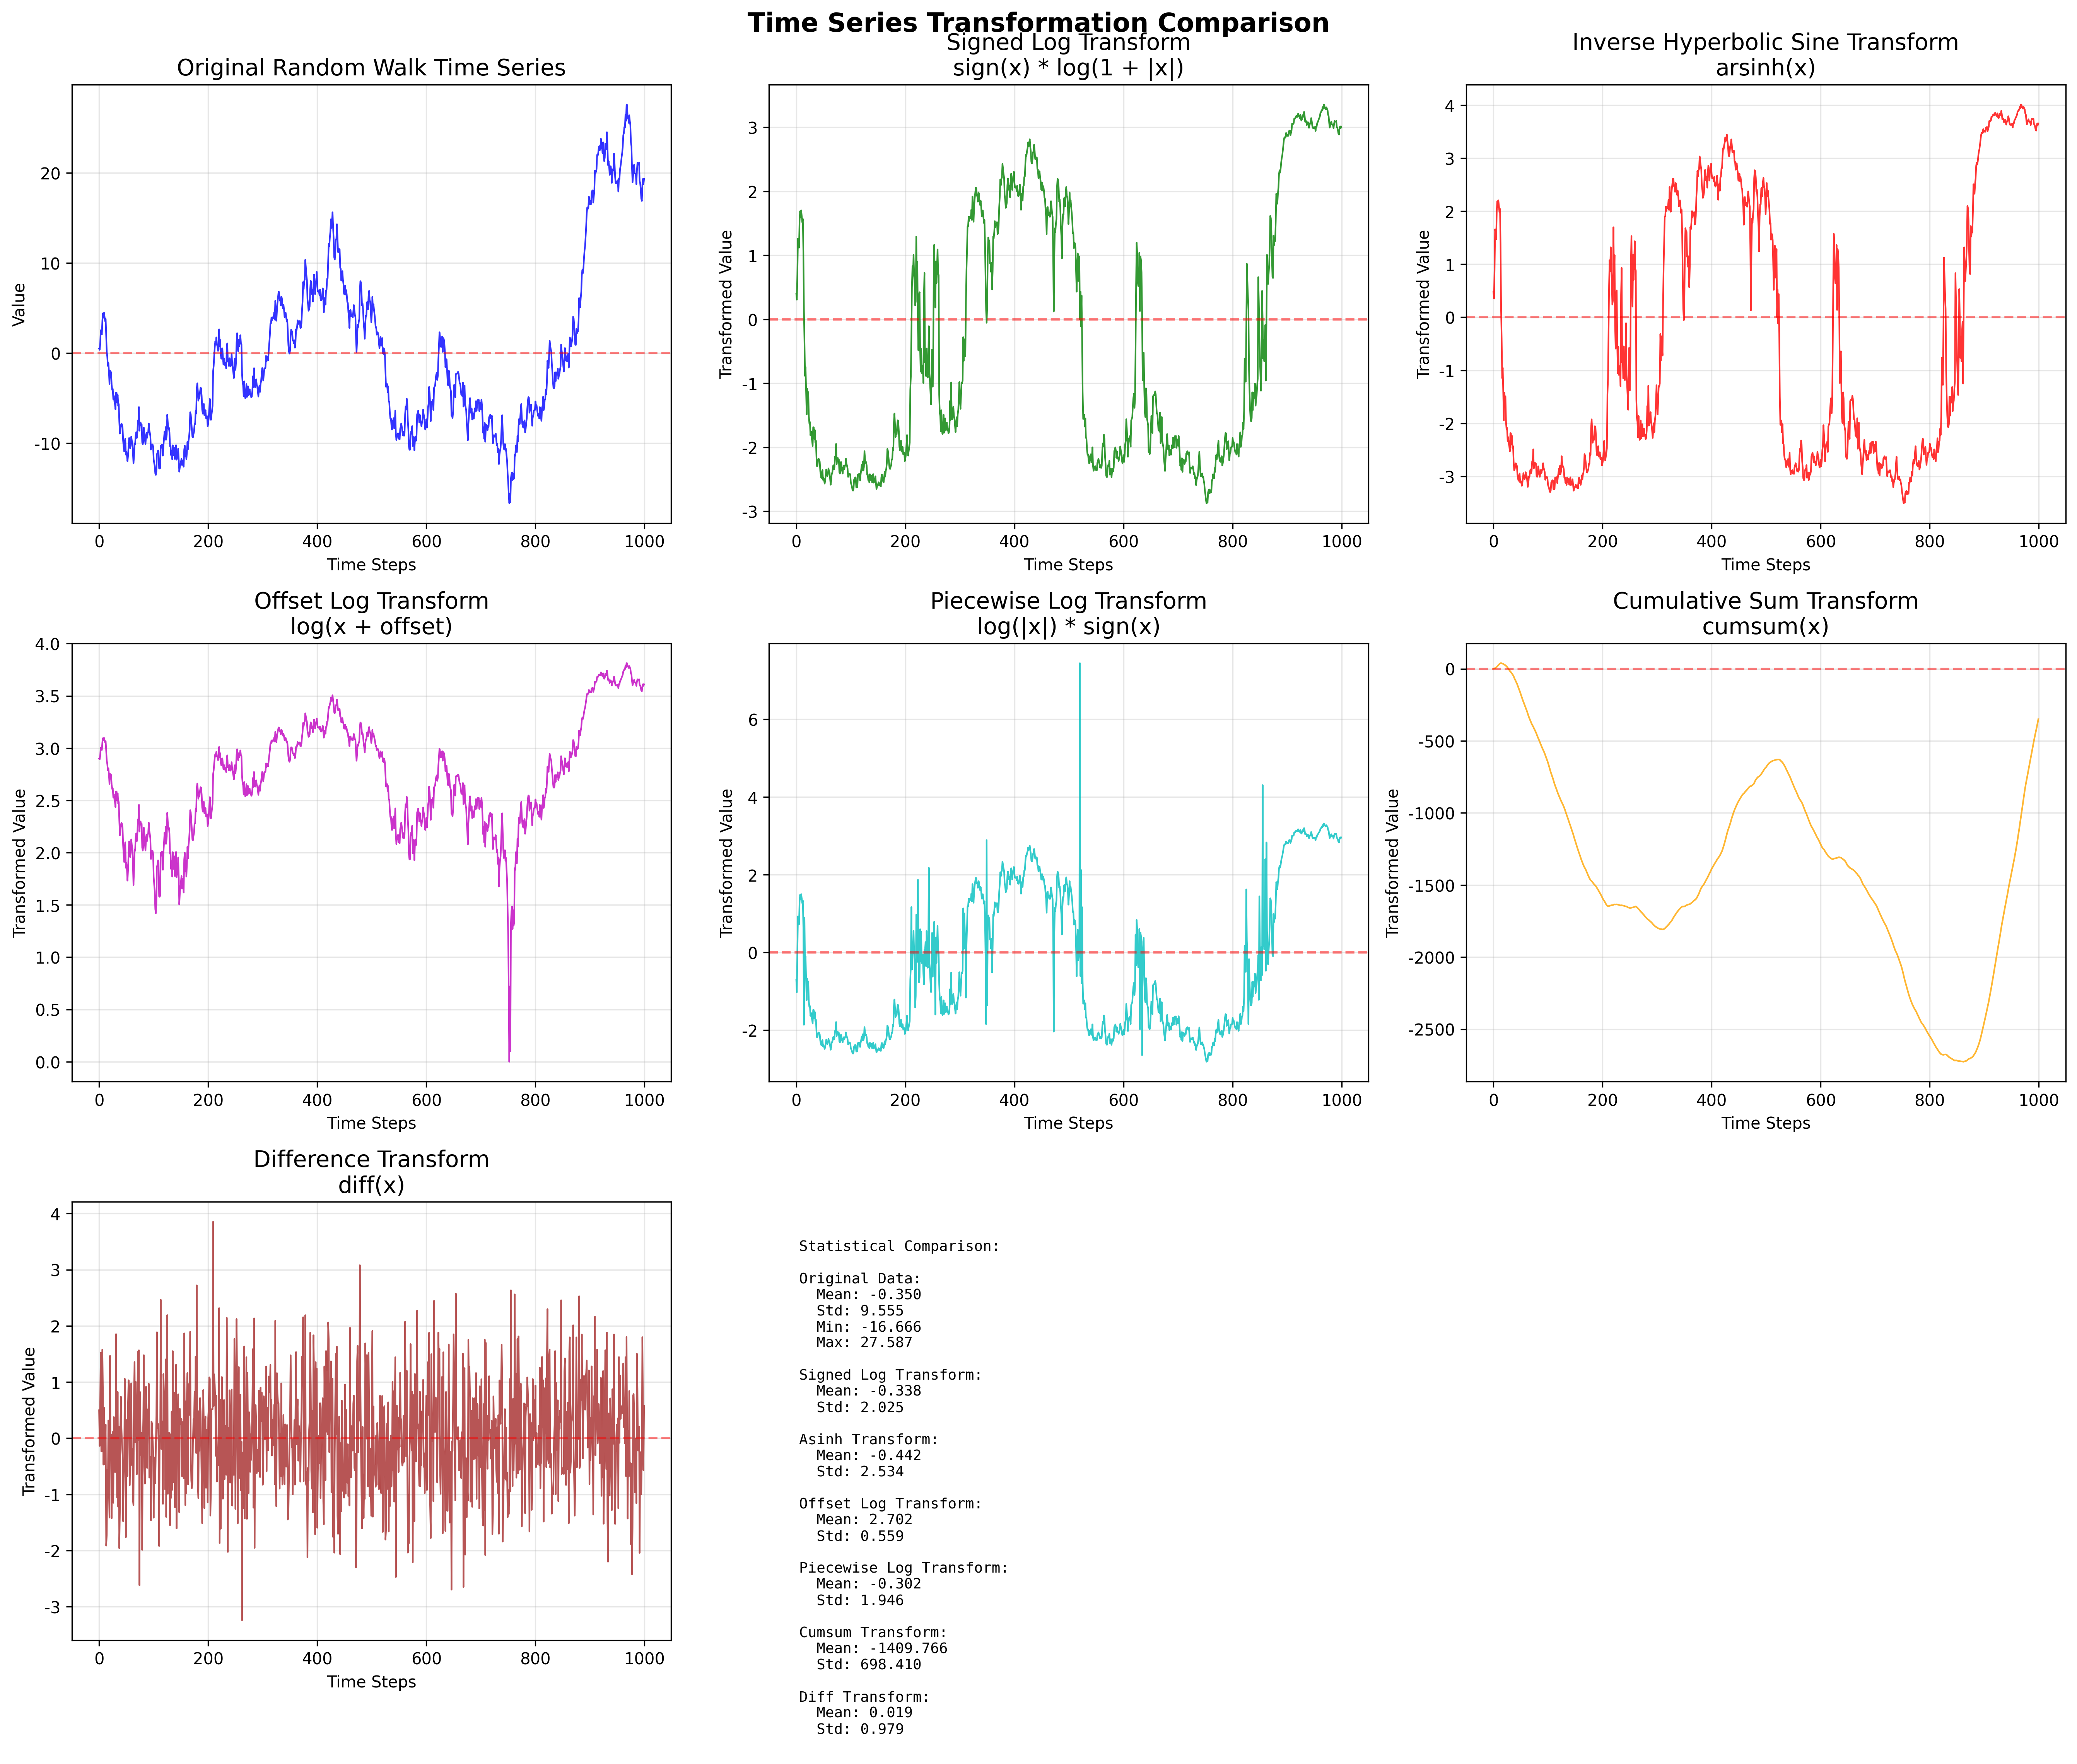 Time Series Transformation Comparison
Original Random Walk Time Series
Value
20
10
0
-10
0 200 400 600 800 1000
Time Steps
Signed Log Transform
sign(x) * log(1 + |x|)
Transformed Value
3
2
1
0
-1
-2
-3
0 200 400 600 800 1000
Time Steps
Inverse Hyperbolic Sine Transform
arsinh(x)
Transformed Value
4
3
2
1
0
-1
-2
-3
0 200 400 600 800 1000
Time Steps
Offset Log Transform
log(x + offset)
Transformed Value
4.0
3.5
3.0
2.5
2.0
1.5
1.0
0.5
0.0
0 200 400 600 800 1000
Time Steps
Piecewise Log Transform
log(|x|) * sign(x)
Transformed Value
6
4
2
0
-2
0 200 400 600 800 1000
Time Steps
Cumulative Sum Transform
cumsum(x)
Transformed Value
0
-500
-1000
-1500
-2000
-2500
0 200 400 600 800 1000
Time Steps
Difference Transform
diff(x)
Transformed Value
4
3
2
1
0
-1
-2
-3
0 200 400 600 800 1000
Time Steps
Statistical Comparison:
Original Data:
Mean: -0.350
Std: 9.555
Min: -16.666
Max: 27.587
Signed Log Transform:
Mean: -0.338
Std: 2.025
Asinh Transform:
Mean: -0.442
Std: 2.534
Offset Log Transform:
Mean: 2.702
Std: 0.559
Piecewise Log Transform:
Mean: -0.302
Std: 1.946
Cumsum Transform:
Mean: -1409.766
Std: 698.410
Diff Transform:
Mean: 0.019
Std: 0.979